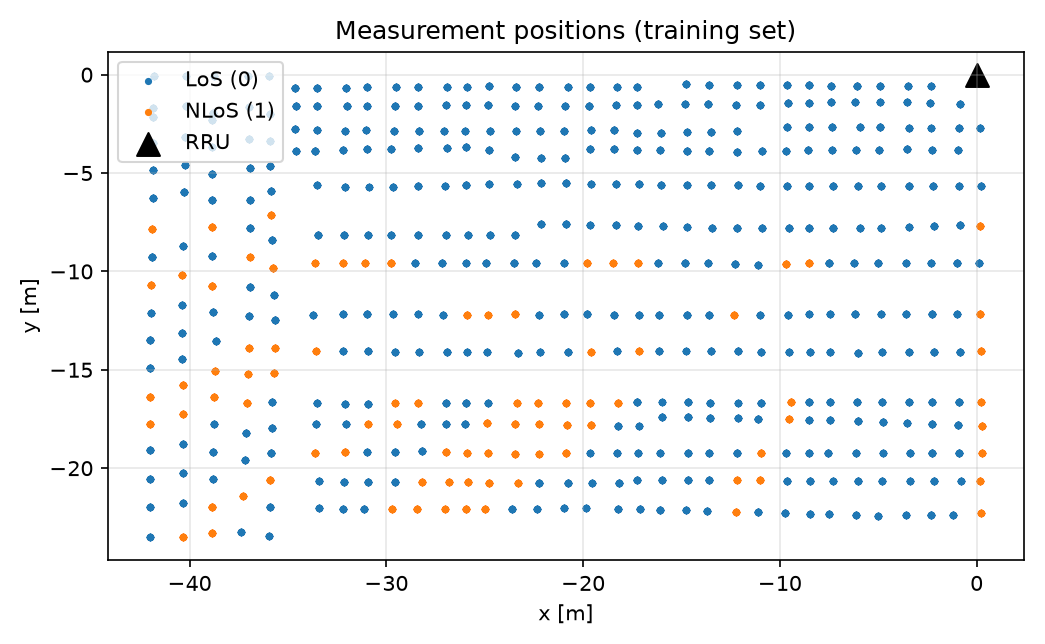 Measurement positions (training set)
LoS (0)
NLoS (1)
RRU
0
−5
−10
−15
−20
y [m]
−40 −30 −20 −10 0
x [m]